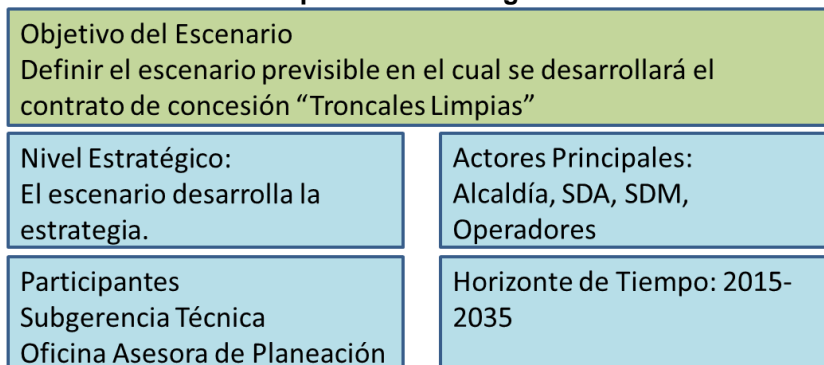 Objetivo del Escenario
Definir el escenario previsible en el cual se desarrollará el
contrato de concesión “Troncales Limpias”
Nivel Estratégico:
El escenario desarrolla la
estrategia.
Actores Principales:
Alcaldía, SDA, SDM,
Operadores
Participantes
Subgerencia Técnica
Oficina Asesora de Planeación
Horizonte de Tiempo: 2015-
2035